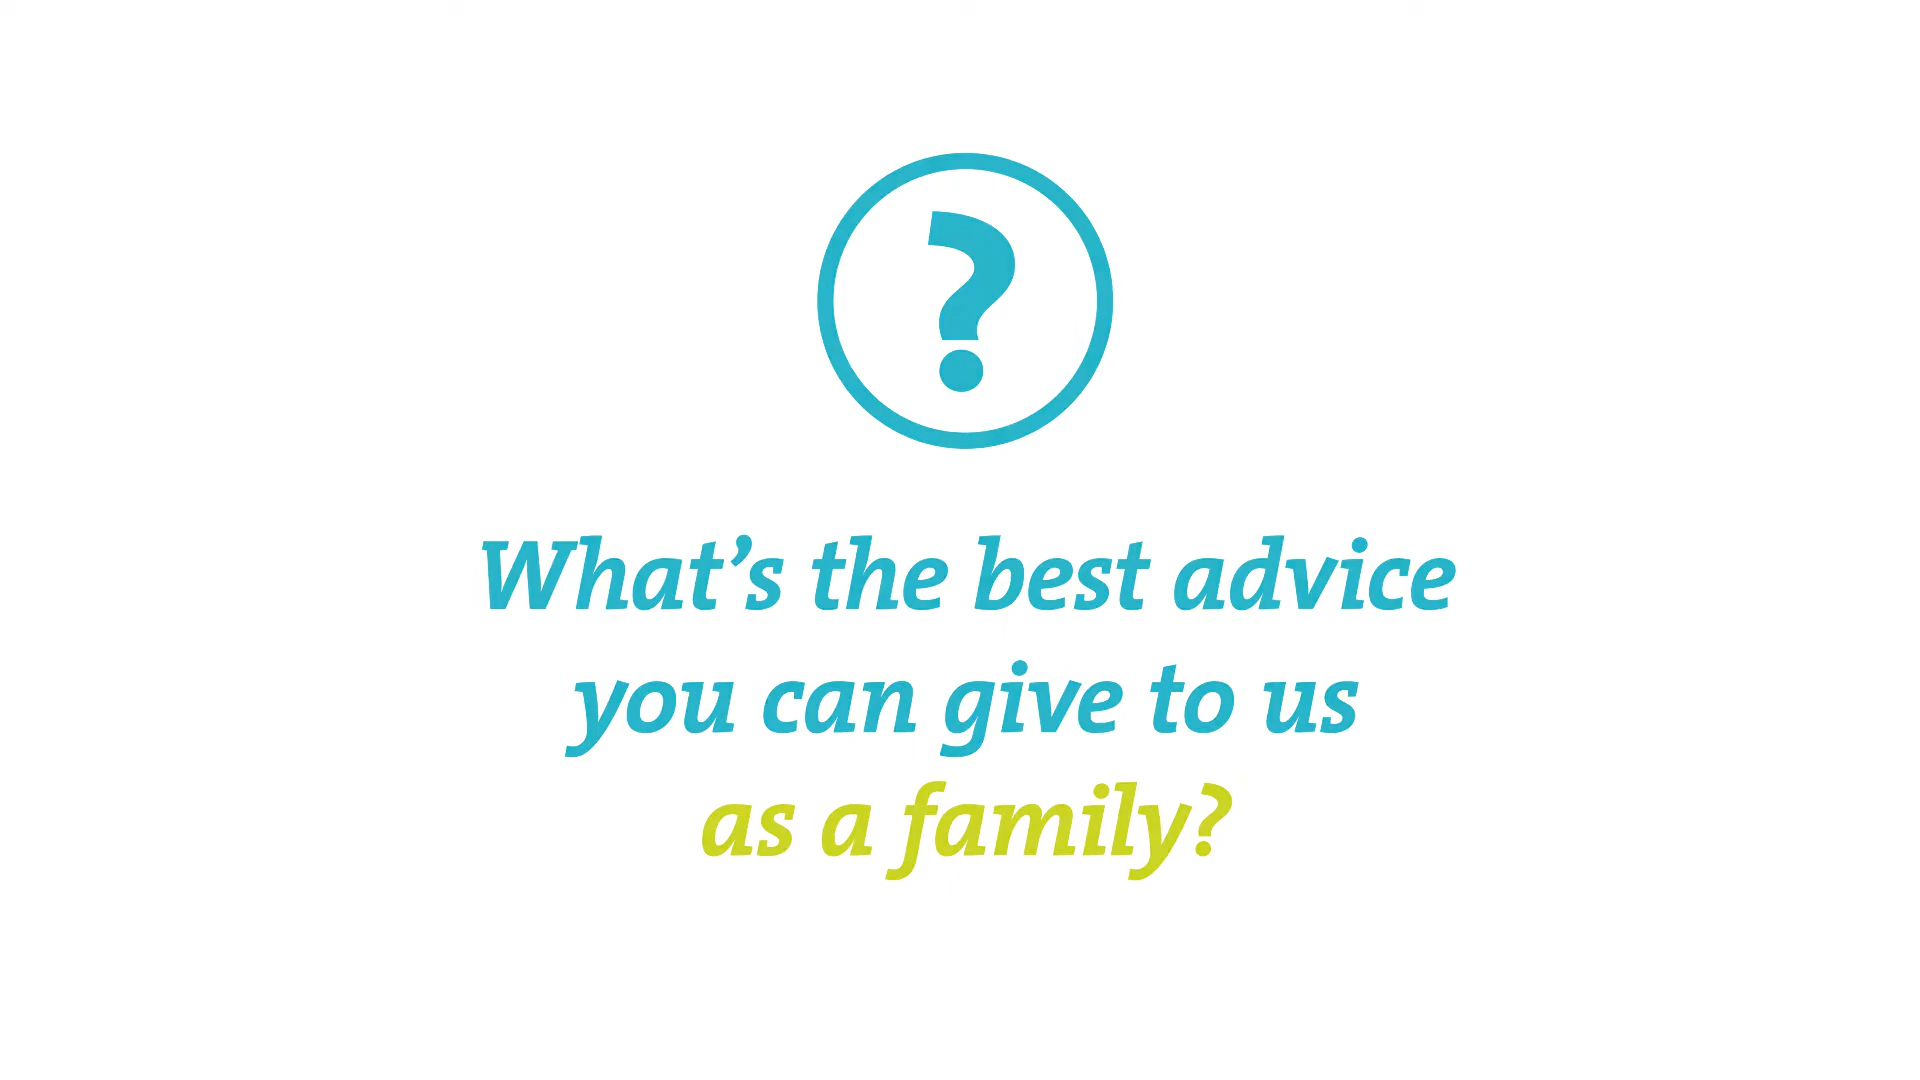 ?
What’s the best advice
you can give to us
as a family?